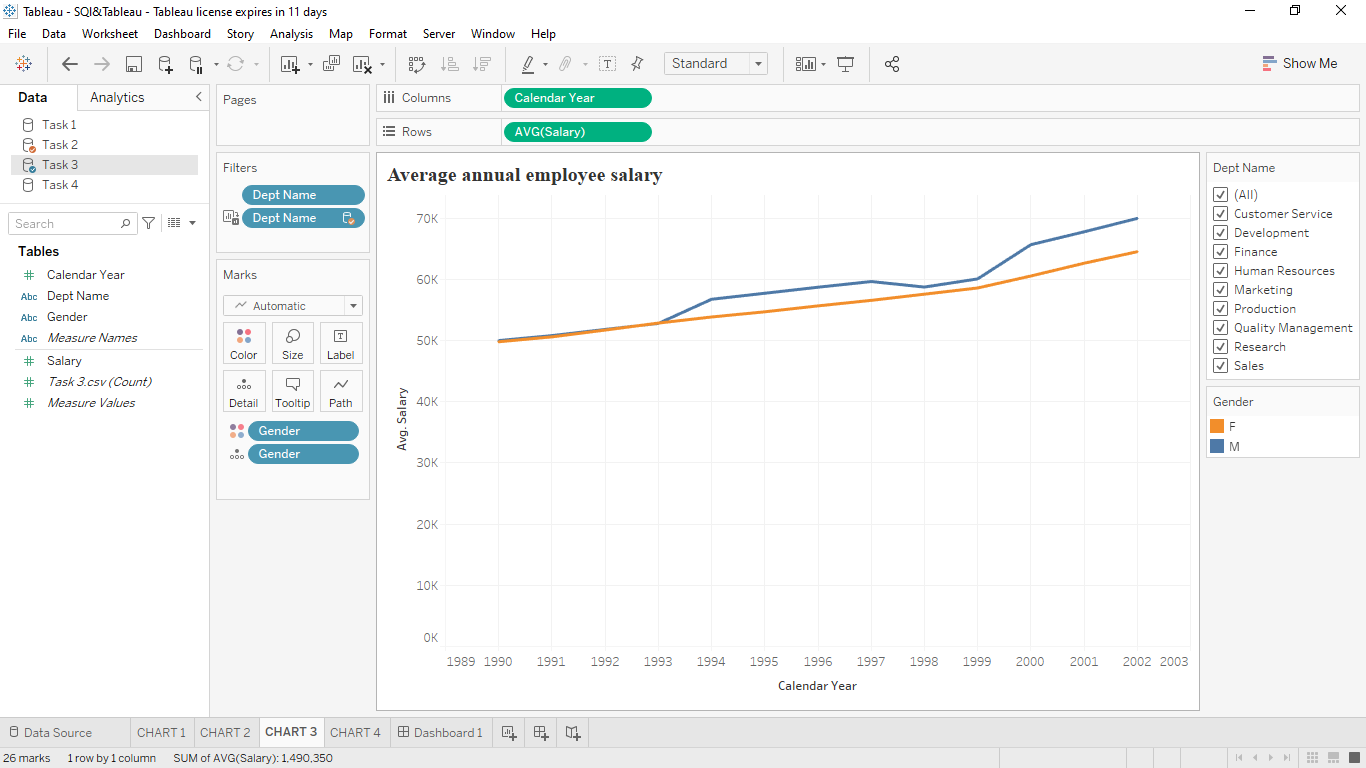 Tableau - SQl&Tableau - Tableau license expires in 11 days
File Data Worksheet Dashboard Story Analysis Map Format Server Window Help
Standard
Show Me
Data
Analytics
Task 1
Task 2
Task 3
Task 4
Search
Tables
Calendar Year
Abc Dept Name
Abc Gender
Abc Measure Names
Salary
Task 3.csv (Count)
Measure Values
Pages
Filters
Dept Name
Dept Name
Marks
Automatic
Color Size Label
Detail Tooltip Path
Gender
Gender
Columns Calendar Year
Rows AVG(Salary)
Average annual employee salary
70K
60K
50K
40K
30K
20K
10K
0K
Avg. Salary
1989 1990 1991 1992 1993 1994 1995 1996 1997 1998 1999 2000 2001 2002 2003
Calendar Year
Dept Name
(All)
Customer Service
Development
Finance
Human Resources
Marketing
Production
Quality Management
Research
Sales
Gender
F
M
Data Source CHART 1 CHART 2 CHART 3 CHART 4 Dashboard 1
26 marks 1 row by 1 column SUM of AVG(Salary): 1,490,350